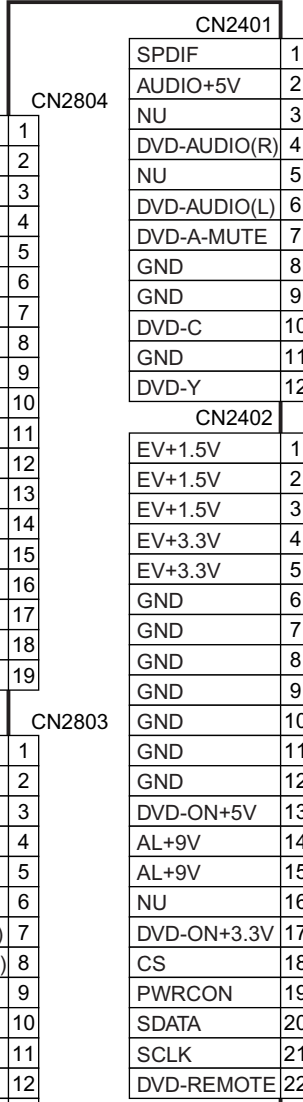 CN2804
1
2
3
4
5
6
7
8
9
10
11
12
13
14
15
16
17
18
19
CN2803
1
2
3
4
5
6
) 7
) 8
9
10
11
12
CN2401
SPDIF 1
AUDIO+5V 2
NU 3
DVD-AUDIO(R) 4
NU 5
DVD-AUDIO(L) 6
DVD-A-MUTE 7
GND 8
GND 9
DVD-C 10
GND 11
DVD-Y 12
CN2402
EV+1.5V 1
EV+1.5V 2
EV+1.5V 3
EV+3.3V 4
EV+3.3V 5
GND 6
GND 7
GND 8
GND 9
GND 10
GND 11
GND 12
DVD-ON+5V 13
AL+9V 14
AL+9V 15
NU 16
DVD-ON+3.3V 17
CS 18
PWRCON 19
SDATA 20
SCLK 21
DVD-REMOTE 22